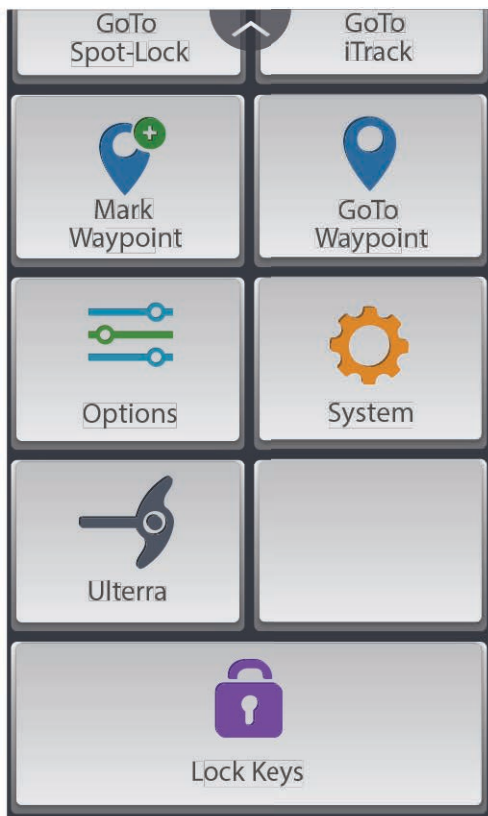 GoTo
Spot-Lock
GoTo
iTrack
Mark
Waypoint
GoTo
Waypoint
Options
System
Ulterra
Lock Keys